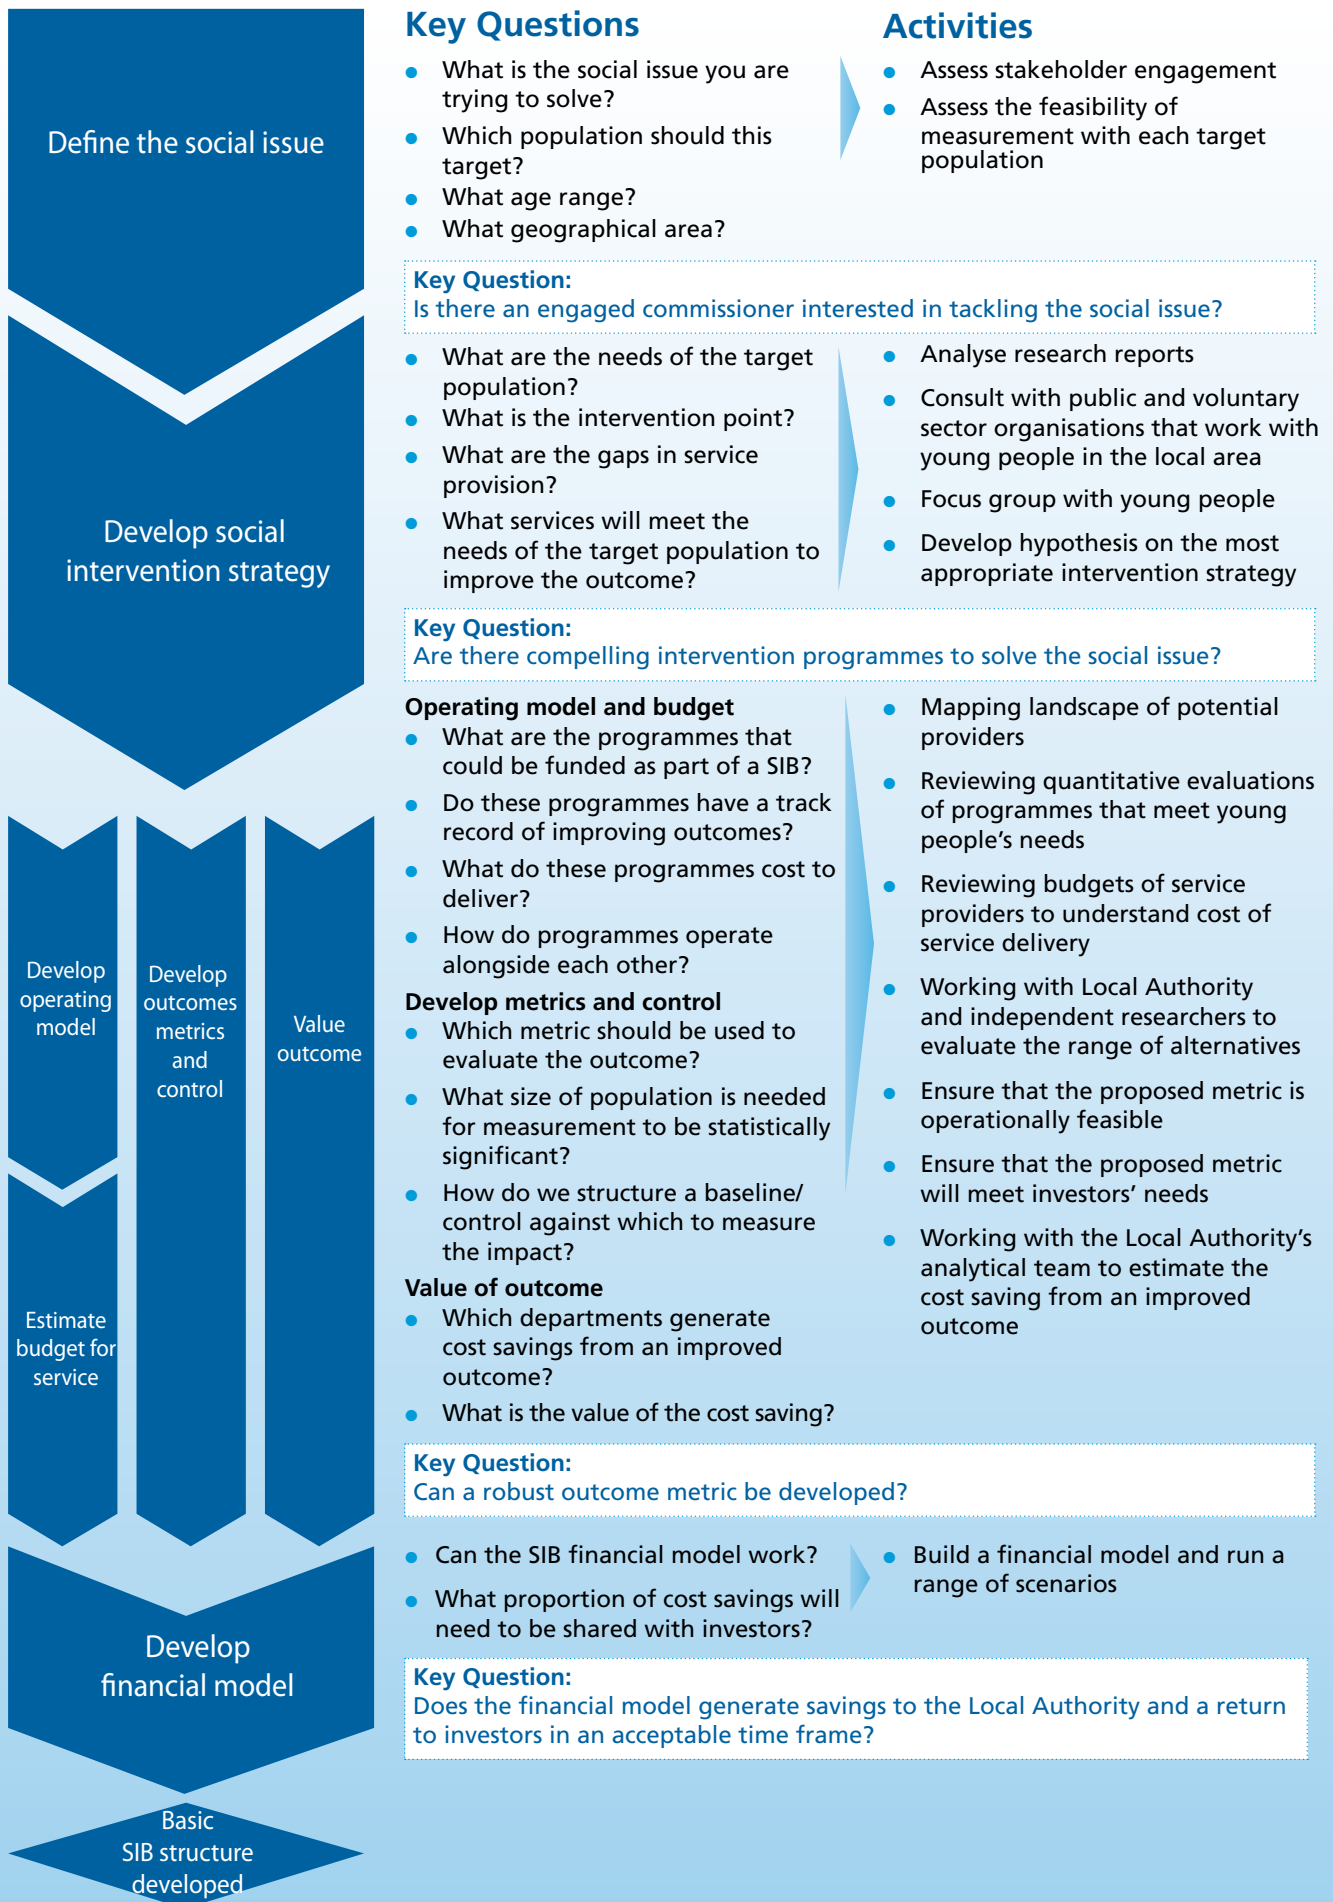 Key Questions
Activities
Define the social issue
What is the social issue you are
trying to solve?
Which population should this
target?
What age range?
What geographical area?
Assess stakeholder engagement
Assess the feasibility of
measurement with each target
population
Key Question:
Is there an engaged commissioner interested in tackling the social issue?
Develop social
intervention strategy
What are the needs of the target
population?
What is the intervention point?
What are the gaps in service
provision?
What services will meet the
needs of the target population to
improve the outcome?
Analyse research reports
Consult with public and voluntary
sector organisations that work with
young people in the local area
Focus group with young people
Develop hypothesis on the most
appropriate intervention strategy
Key Question:
Are there compelling intervention programmes to solve the social issue?
Develop
operating
model
Estimate
budget for
service
Develop
outcomes
metrics
and
control
Value
outcome
Operating model and budget
What are the programmes that
could be funded as part of a SIB?
Do these programmes have a track
record of improving outcomes?
What do these programmes cost to
deliver?
How do programmes operate
alongside each other?
Develop metrics and control
Which metric should be used to
evaluate the outcome?
What size of population is needed
for measurement to be statistically
significant?
How do we structure a baseline/
control against which to measure
the impact?
Value of outcome
Which departments generate
cost savings from an improved
outcome?
What is the value of the cost saving?
Mapping landscape of potential
providers
Reviewing quantitative evaluations
of programmes that meet young
people's needs
Reviewing budgets of service
providers to understand cost of
service delivery
Working with Local Authority
and independent researchers to
evaluate the range of alternatives
Ensure that the proposed metric is
operationally feasible
Ensure that the proposed metric
will meet investors' needs
Working with the Local Authority's
analytical team to estimate the
cost saving from an improved
outcome
Key Question:
Can a robust outcome metric be developed?
Develop
financial model
Can the SIB financial model work?
What proportion of cost savings will
need to be shared with investors?
Build a financial model and run a
range of scenarios
Key Question:
Does the financial model generate savings to the Local Authority and a return
to investors in an acceptable time frame?
Basic
SIB structure
developed